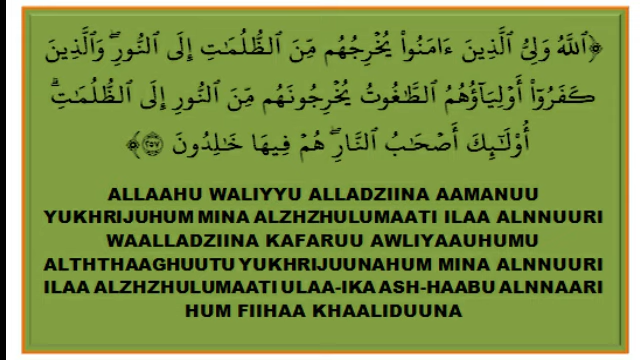 ﴿ٱللَّهُ وَلِيُّ ٱلَّذِينَ ءَامَنُواْ يُخْرِجُهُم مِّنَ ٱلظُّلُمَٰتِ إِلَى ٱلنُّورِۖ وَٱلَّذِينَ
كَفَرُوٓاْ أَوْلِيَآؤُهُمُ ٱلطَّٰغُوتُ يُخْرِجُونَهُم مِّنَ ٱلنُّورِ إِلَى ٱلظُّلُمَٰتِۗ
أُوْلَٰٓئِكَ أَصْحَٰبُ ٱلنَّارِۖ هُمْ فِيهَا خَٰلِدُونَ ۝٢٥٧﴾
ALLAAHU WALIYYU ALLADZIINA AAMANUU
YUKHRIJUHUM MINA ALZHZHULUMAATI ILAA ALNNUURI
WAALLADZIINA KAFARUU AWLIYAAUHUMU
ALTHTHAAGHUUTU YUKHRIJUUNAHUM MINA ALNNUURI
ILAA ALZHZHULUMAATI ULAA-IKA ASH-HAABU ALNNAARI
HUM FIIHAA KHAALIDUUNA